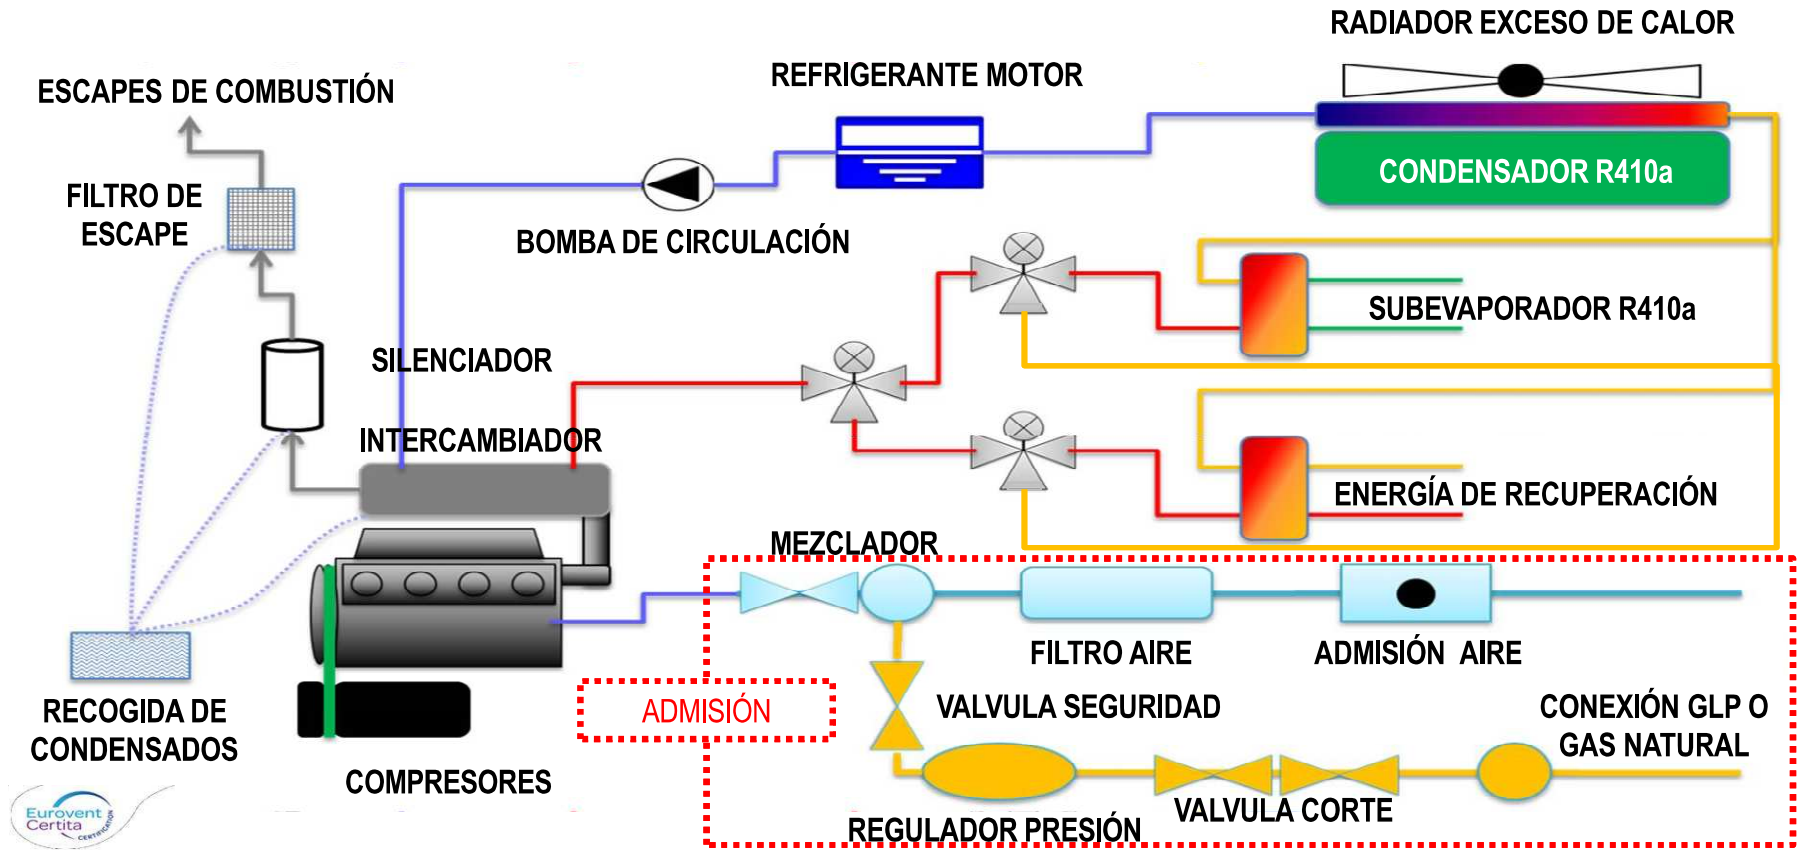 RADIADOR EXCESO DE CALOR
REFRIGERANTE MOTOR
ESCAPES DE COMBUSTIÓN
CONDENSADOR R410a
FILTRO DE
ESCAPE
BOMBA DE CIRCULACIÓN
SUBEVAPORADOR R410a
SILENCIADOR
INTERCAMBIADOR
ENERGÍA DE RECUPERACIÓN
MEZCLADOR
FILTRO AIRE
ADMISIÓN AIRE
ADMISIÓN
VALVULA SEGURIDAD
CONEXIÓN GLP O
GAS NATURAL
RECOGIDA DE
CONDENSADOS
COMPRESORES
VALVULA CORTE
REGULADOR PRESIÓN
Eurovent
Certita
CERTIFICATION